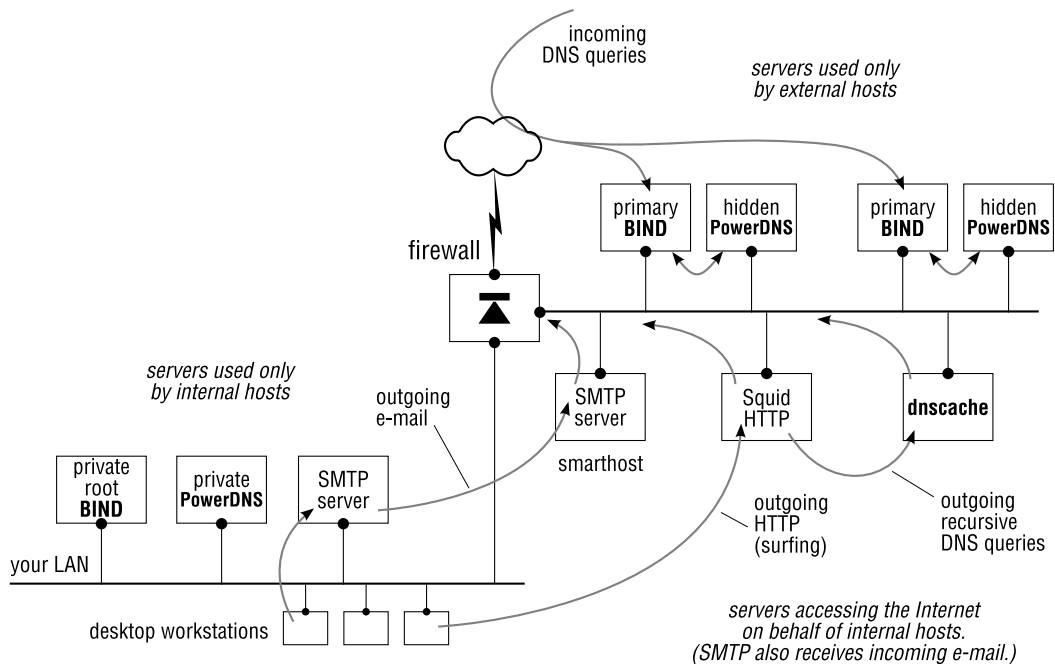 incoming
DNS queries
servers used only
by external hosts
primary
BIND
hidden
PowerDNS
primary
BIND
hidden
PowerDNS
firewall
servers used only
by internal hosts
outgoing
e-mail
SMTP
server
smarthost
Squid
HTTP
dnscache
private
root
BIND
private
PowerDNS
SMTP
server
outgoing
HTTP
(surfing)
outgoing
recursive
DNS queries
your LAN
desktop workstations
servers accessing the Internet
on behalf of internal hosts.
(SMTP also receives incoming e-mail.)